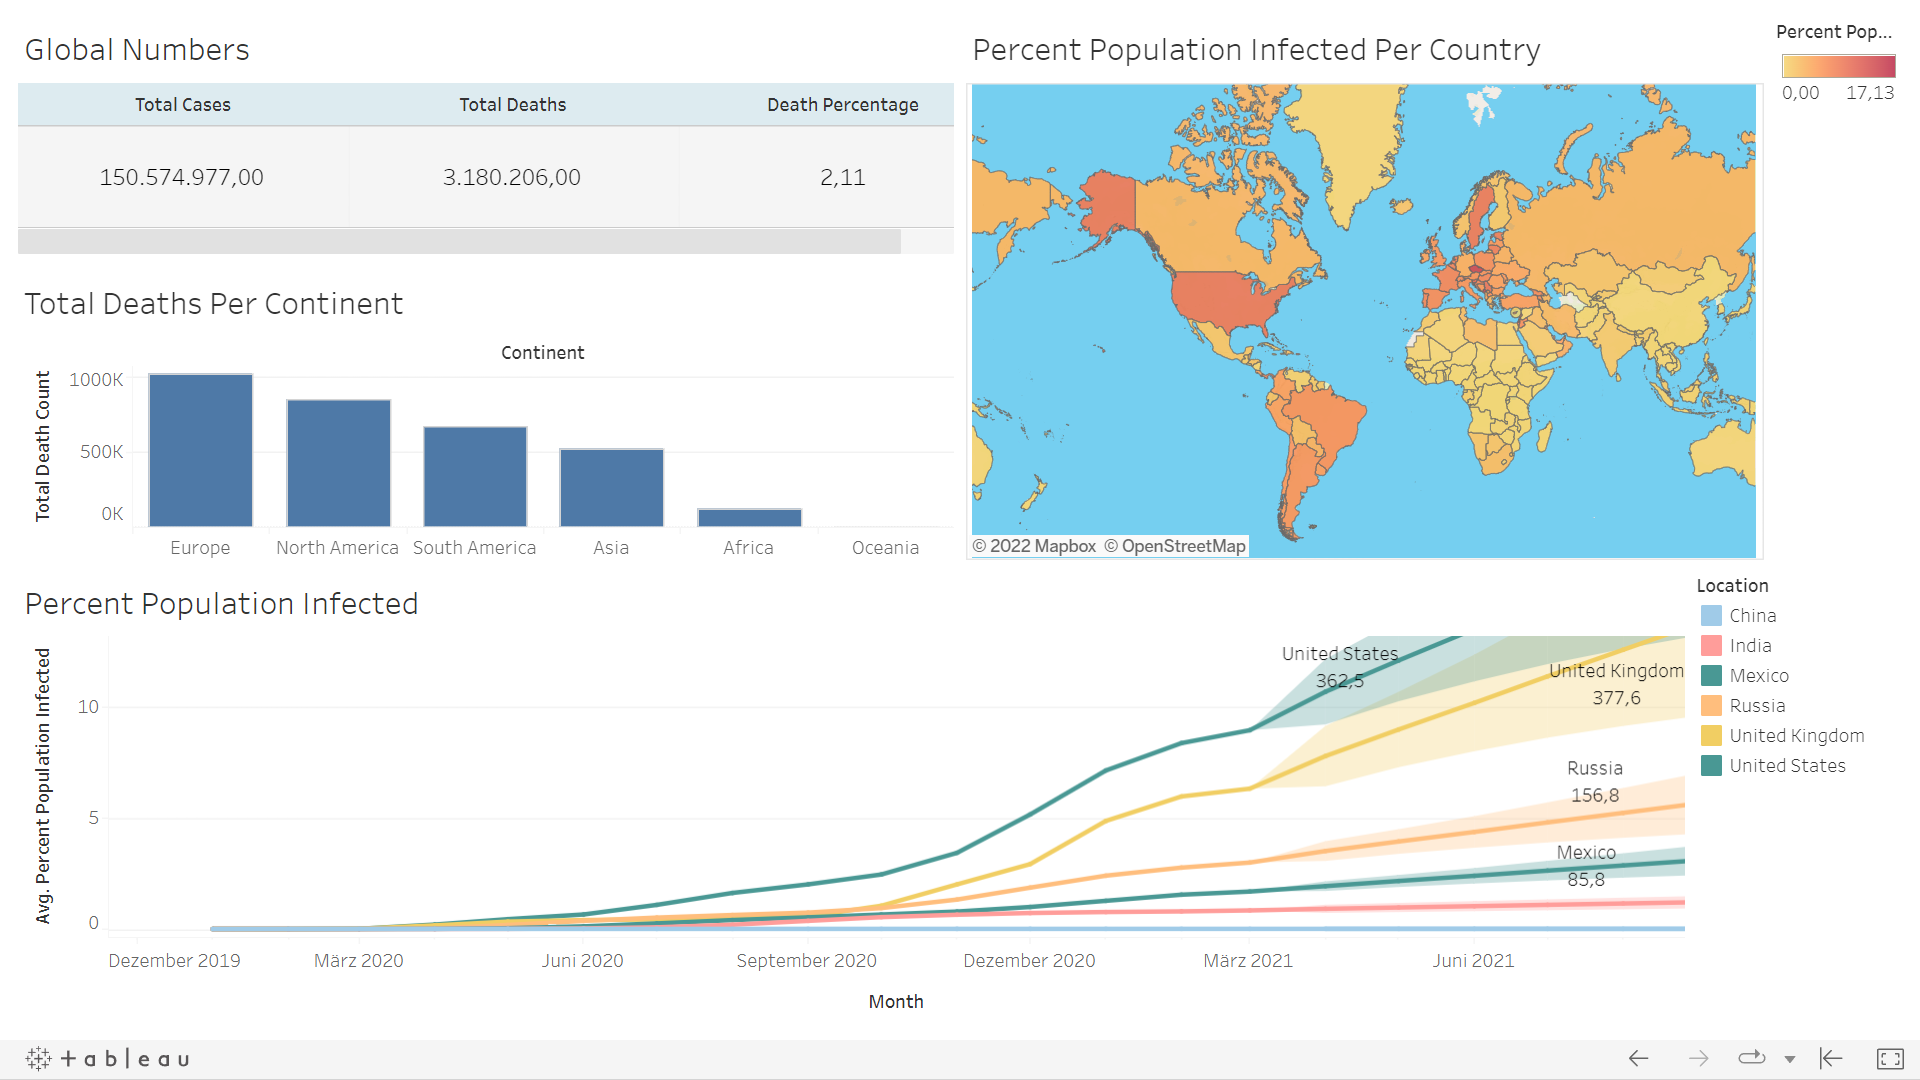 Global Numbers
Total Cases Total Deaths Death Percentage
150.574.977,00 3.180.206,00 2,11
Total Deaths Per Continent
Continent
Total Death Count
1000K
500K
0K
Europe North America South America Asia Africa Oceania
Percent Population Infected Per Country
© 2022 Mapbox © OpenStreetMap
Percent Pop...
0,00 17,13
Percent Population Infected
Avg. Percent Population Infected
10
5
0
United States
362,5
United Kingdom
377,6
Russia
156,8
Mexico
85,8
Dezember 2019 März 2020 Juni 2020 September 2020 Dezember 2020 März 2021 Juni 2021
Month
Location
China
India
Mexico
Russia
United Kingdom
United States
+ableau